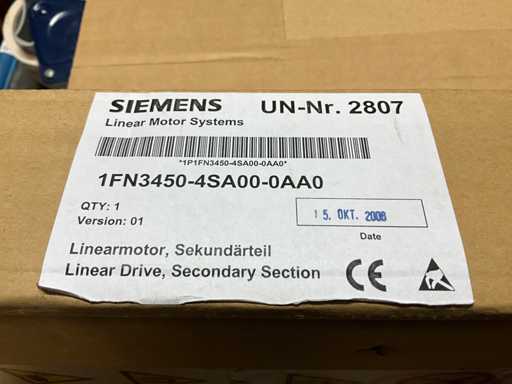 SIEMENS UN-Nr. 2807
Linear Motor Systems
*1P1FN3450-4SA00-0AA0*
1FN3450-4SA00-0AA0
QTY: 1
Version: 01
15. OKT. 2008
Date
Linearmotor, Sekundärteil
Linear Drive, Secondary Section
CE